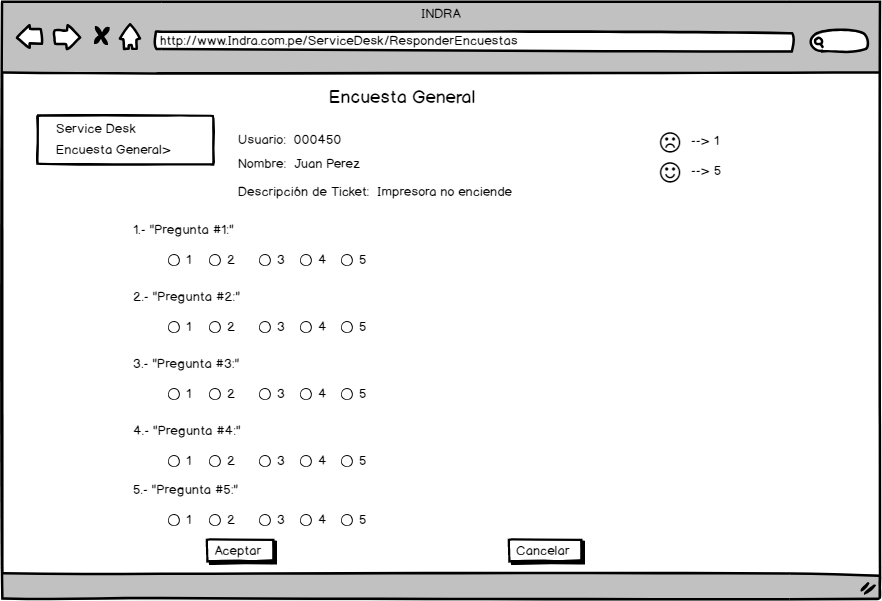 INDRA
http://www.Indra.com.pe/ServiceDesk/ResponderEncuestas
Encuesta General
Service Desk
Encuesta General>
Usuario: 000450
Nombre: Juan Perez
Descripción de Ticket: Impresora no enciende
--> 1
--> 5
1.- "Pregunta #1:"
1 2 3 4 5
2.- "Pregunta #2:"
1 2 3 4 5
3.- "Pregunta #3:"
1 2 3 4 5
4.- "Pregunta #4:"
1 2 3 4 5
5.- "Pregunta #5:"
1 2 3 4 5
Aceptar Cancelar